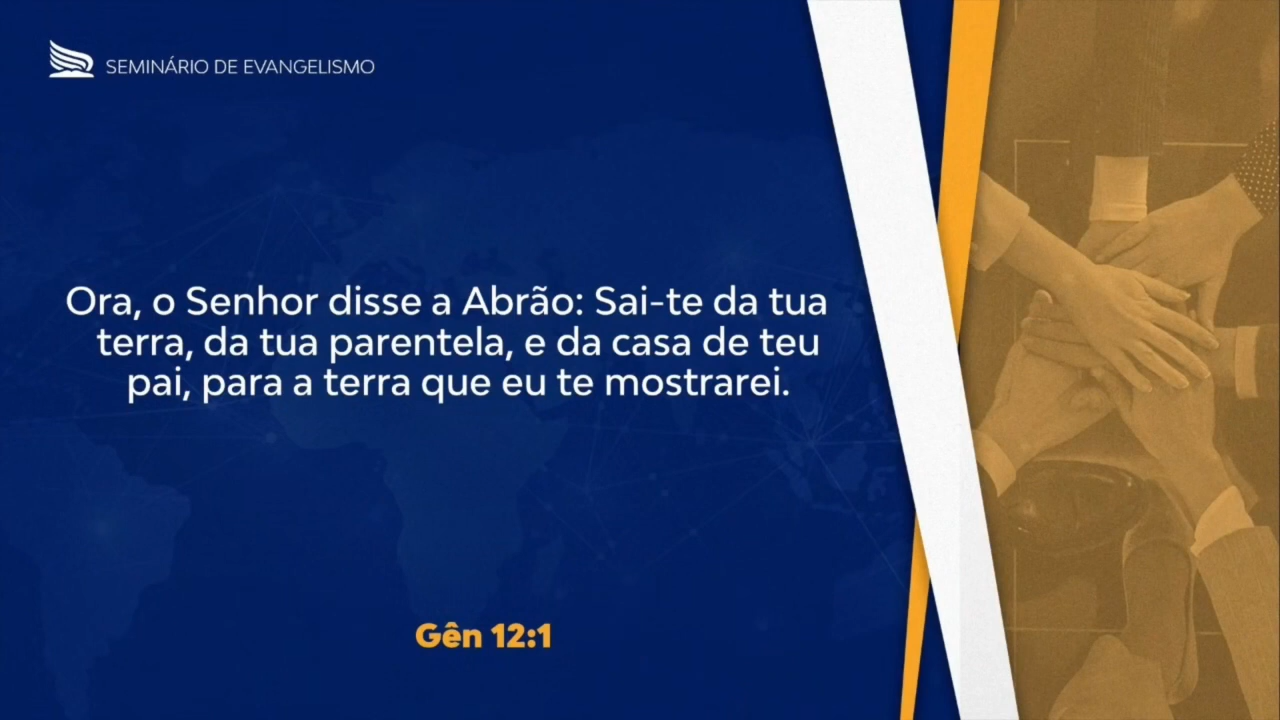 SEMINÁRIO DE EVANGELISMO
Ora, o Senhor disse a Abrão: Sai-te da tua
terra, da tua parentela, e da casa de teu
pai, para a terra que eu te mostrarei.
Gên 12:1